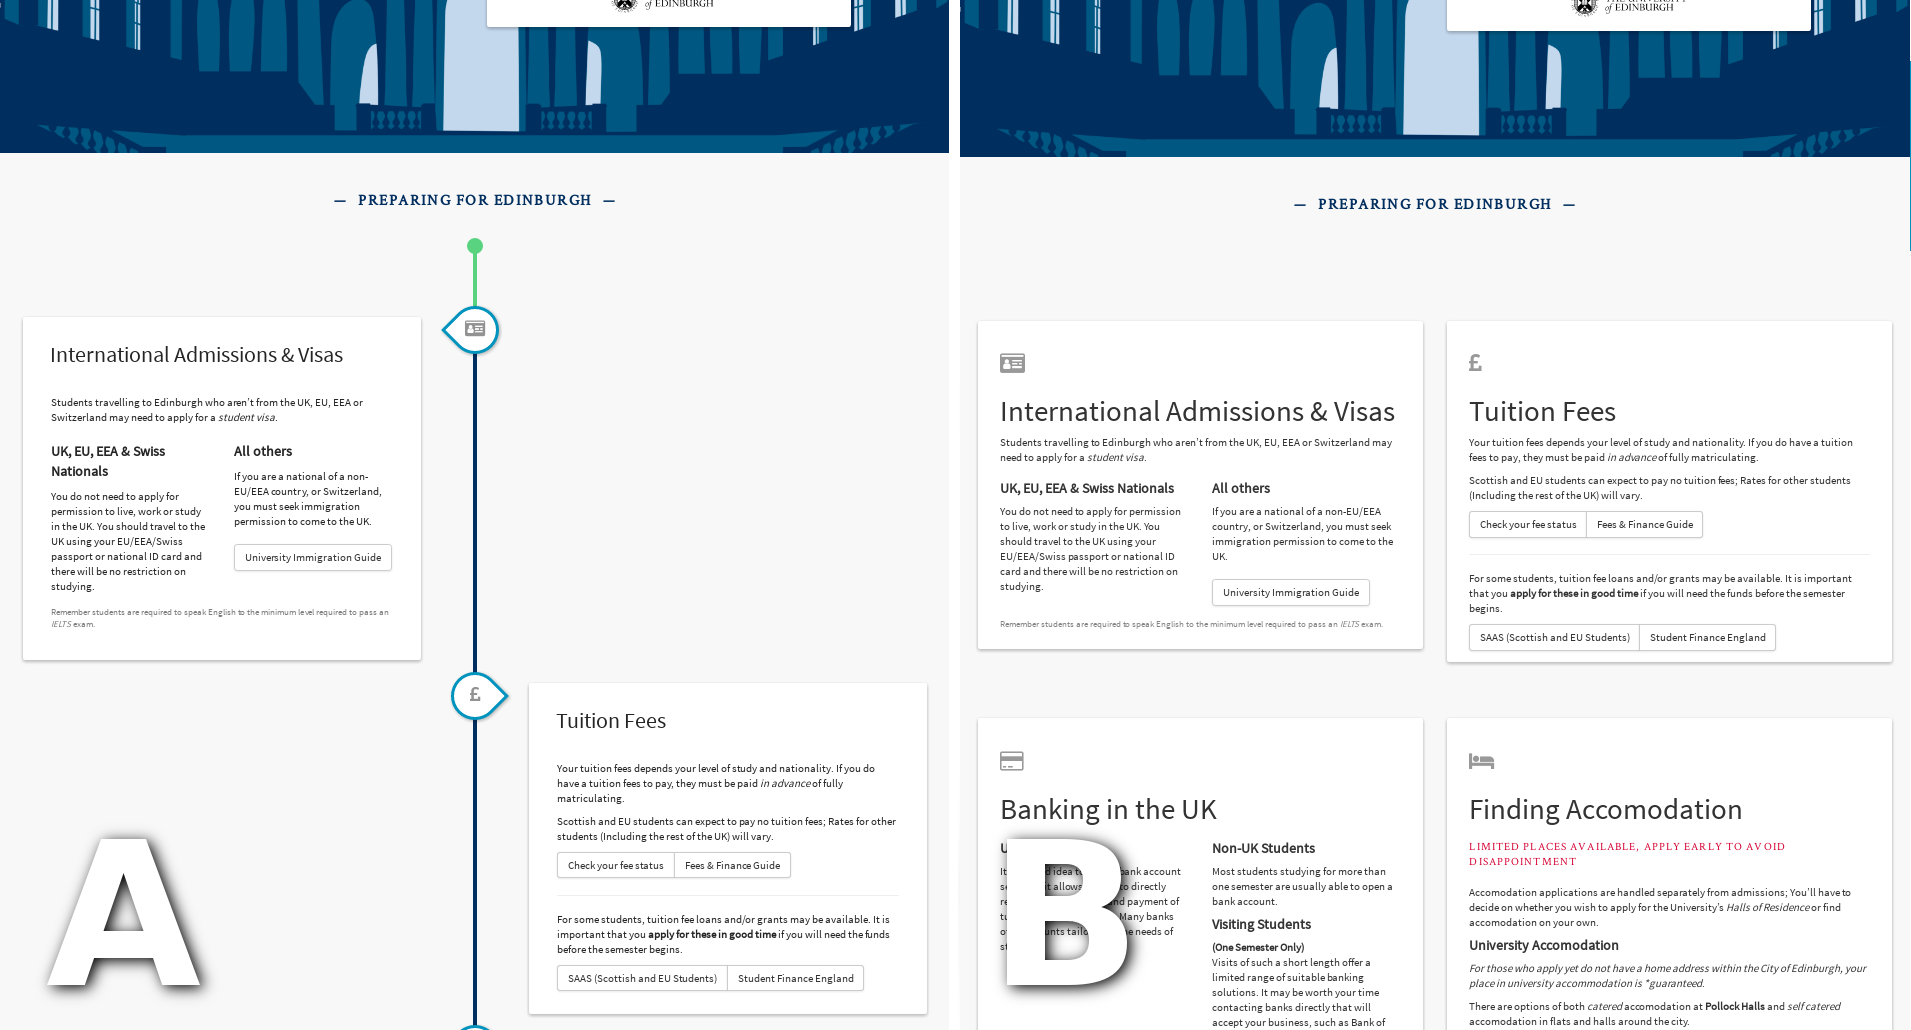 of EDINBURGH
— PREPARING FOR EDINBURGH —
International Admissions & Visas
Students travelling to Edinburgh who aren't from the UK, EU, EEA or
Switzerland may need to apply for a student visa.
UK, EU, EEA & Swiss
Nationals
You do not need to apply for
permission to live, work or study
in the UK. You should travel to the
UK using your EU/EEA/Swiss
passport or national ID card and
there will be no restriction on
studying.
All others
If you are a national of a non-
EU/EEA country, or Switzerland,
you must seek immigration
permission to come to the UK.
University Immigration Guide
Remember students are required to speak English to the minimum level required to pass an
IELTS exam.
£
Tuition Fees
Your tuition fees depends your level of study and nationality. If you do
have a tuition fees to pay, they must be paid in advance of fully
matriculating.
Scottish and EU students can expect to pay no tuition fees; Rates for other
students (Including the rest of the UK) will vary.
Check your fee status
Fees & Finance Guide
For some students, tuition fee loans and/or grants may be available. It is
important that you apply for these in good time if you will need the funds
before the semester begins.
SAAS (Scottish and EU Students)
Student Finance England
A
of EDINBURGH
— PREPARING FOR EDINBURGH —
International Admissions & Visas
Students travelling to Edinburgh who aren't from the UK, EU, EEA or Switzerland may
need to apply for a student visa.
UK, EU, EEA & Swiss Nationals
You do not need to apply for permission
to live, work or study in the UK. You
should travel to the UK using your
EU/EEA/Swiss passport or national ID
card and there will be no restriction on
studying.
All others
If you are a national of a non-EU/EEA
country, or Switzerland, you must seek
immigration permission to come to the
UK.
University Immigration Guide
Remember students are required to speak English to the minimum level required to pass an IELTS exam.
£
Tuition Fees
Your tuition fees depends your level of study and nationality. If you do have a tuition
fees to pay, they must be paid in advance of fully matriculating.
Scottish and EU students can expect to pay no tuition fees; Rates for other students
(Including the rest of the UK) will vary.
Check your fee status
Fees & Finance Guide
For some students, tuition fee loans and/or grants may be available. It is important
that you apply for these in good time if you will need the funds before the semester
begins.
SAAS (Scottish and EU Students)
Student Finance England
Banking in the UK
bank account
allows to directly
and payment of
Many banks
needs of
Non-UK Students
Most students studying for more than
one semester are usually able to open a
bank account.
Visiting Students
(One Semester Only)
Visits of such a short length offer a
limited range of suitable banking
solutions. It may be worth your time
contacting banks directly that will
accept your business, such as Bank of
B
Finding Accomodation
LIMITED PLACES AVAILABLE, APPLY EARLY TO AVOID
DISAPPOINTMENT
Accomodation applications are handled separately from admissions; You'll have to
decide on whether you wish to apply for the University's Halls of Residence or find
accomodation on your own.
University Accomodation
For those who apply yet do not have a home address within the City of Edinburgh, your
place in university accommodation is *guaranteed.
There are options of both catered accomodation at Pollock Halls and self catered
accomodation in flats and halls around the city.